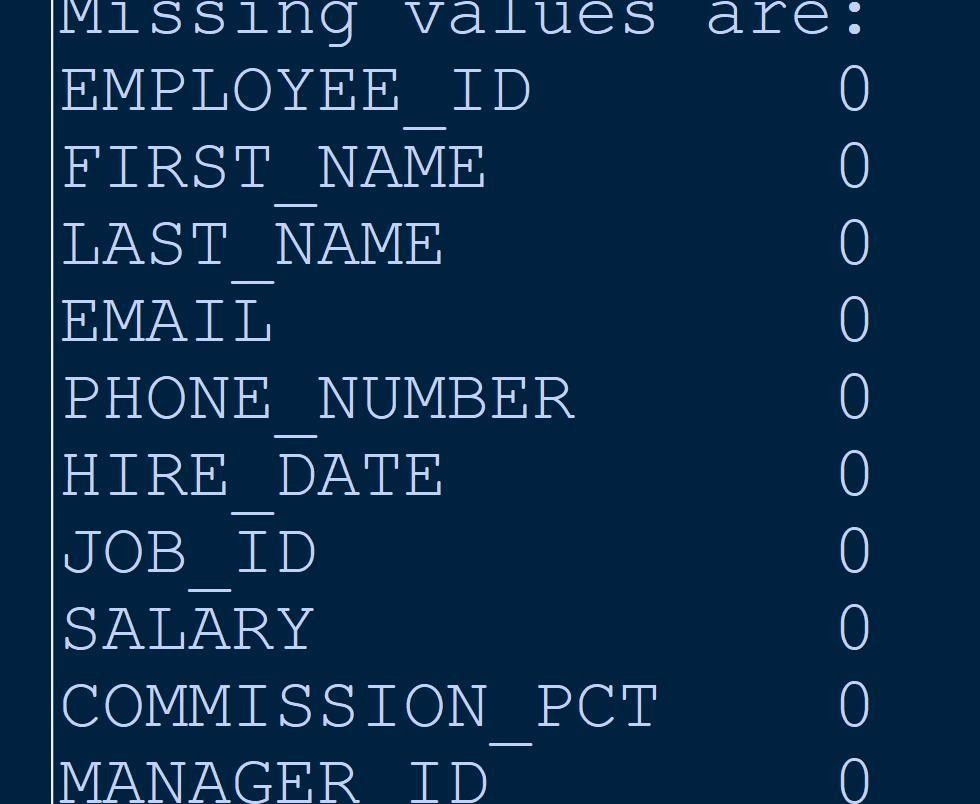 Missing values are:
EMPLOYEE_ID 0
FIRST_NAME 0
LAST_NAME 0
EMAIL 0
PHONE_NUMBER 0
HIRE_DATE 0
JOB_ID 0
SALARY 0
COMMISSION_PCT 0
MANAGER_ID 0